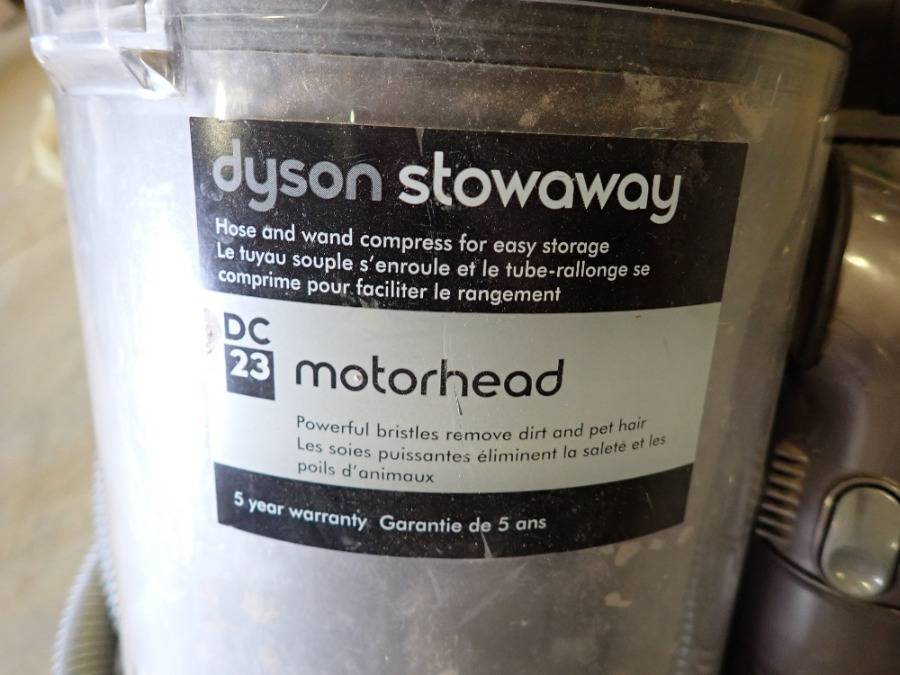 dyson stowaway
Hose and wand compress for easy storage
Le tuyau souple s'enroule et le tube-rallonge se
comprime pour faciliter le rangement
DC
23
motorhead
Powerful bristles remove dirt and pet hair
Les soies puissantes éliminent la saleté et les
poils d'animaux
5 year warranty Garantie de 5 ans